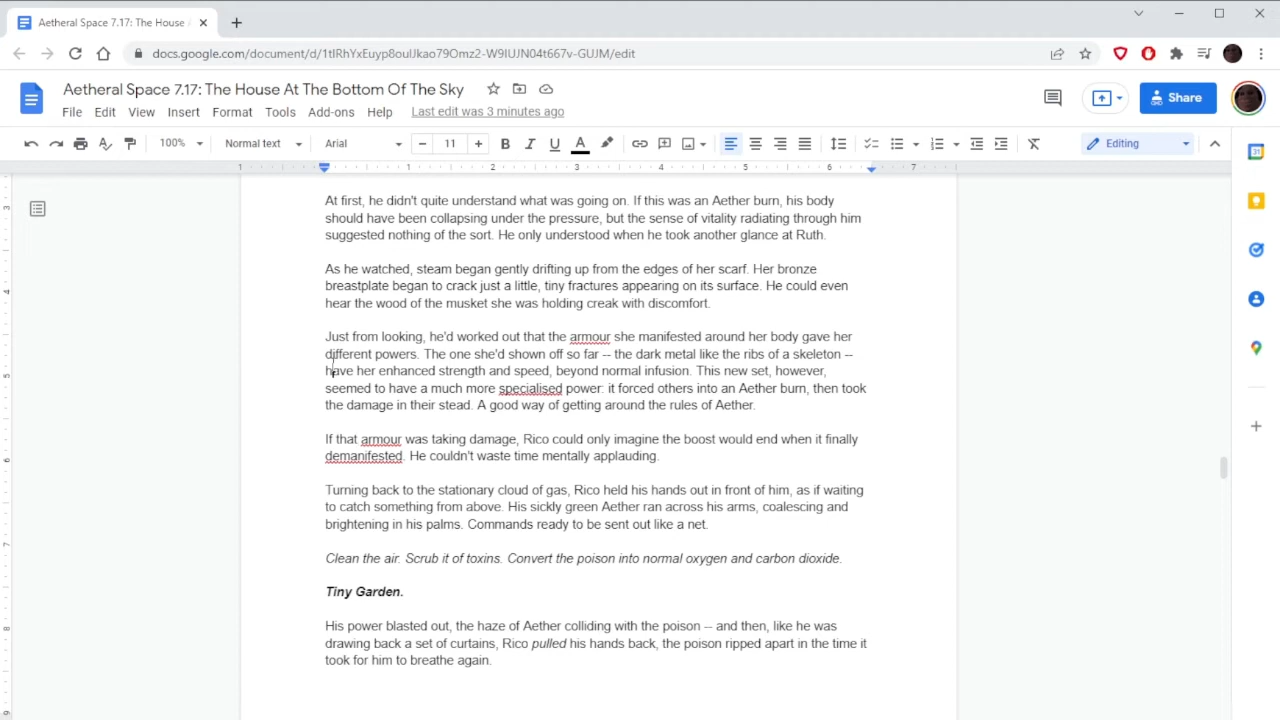 Aetheral Space 7.17: The House
docs.google.com/document/d/
Aetheral Space 7.17: The House At The Bottom Of The Sky
File Edit View Insert Format Tools Add-ons Help Last edit was 3 minutes ago
Share
100% Normal text Arial 11 B I U A Editing
1 1 2 3 4 5 6 7
At first, he didn't quite understand what was going on. If this was an Aether burn, his body
should have been collapsing under the pressure, but the sense of vitality radiating through him
suggested nothing of the sort. He only understood when he took another glance at Ruth.
As he watched, steam began gently drifting up from the edges of her scarf. Her bronze
breastplate began to crack just a little, tiny fractures appearing on its surface. He could even
hear the wood of the musket she was holding creak with discomfort.
Just from looking, he'd worked out that the armour she manifested around her body gave her
different powers. The one she'd shown off so far -- the dark metal like the ribs of a skeleton --
have her enhanced strength and speed, beyond normal infusion. This new set, however,
seemed to have a much more specialised power: it forced others into an Aether burn, then took
the damage in their stead. A good way of getting around the rules of Aether.
If that armour was taking damage, Rico could only imagine the boost would end when it finally
demanifested. He couldn't waste time mentally applauding.
Turning back to the stationary cloud of gas, Rico held his hands out in front of him, as if waiting
to catch something from above. His sickly green Aether ran across his arms, coalescing and
brightening in his palms. Commands ready to be sent out like a net.
Clean the air. Scrub it of toxins. Convert the poison into normal oxygen and carbon dioxide.
Tiny Garden.
His power blasted out, the haze of Aether colliding with the poison -- and then, like he was
drawing back a set of curtains, Rico pulled his hands back, the poison ripped apart in the time it
took for him to breathe again.